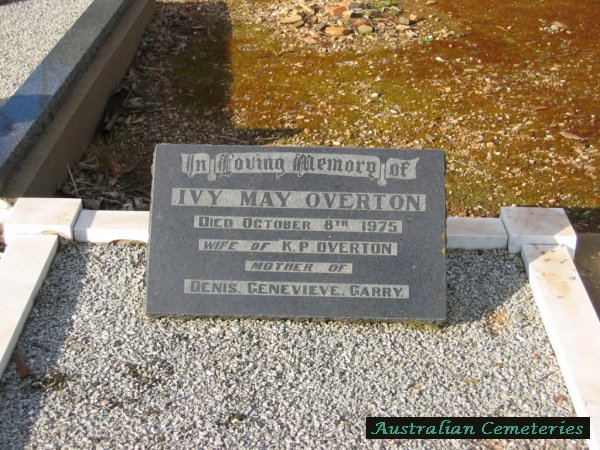 In Loving Memory of
IVY MAY OVERTON
DIED OCTOBER 8TH 1975
WIFE OF K.P. OVERTON
MOTHER OF
DENIS. GENEVIEVE. GARRY.
Australian Cemeteries